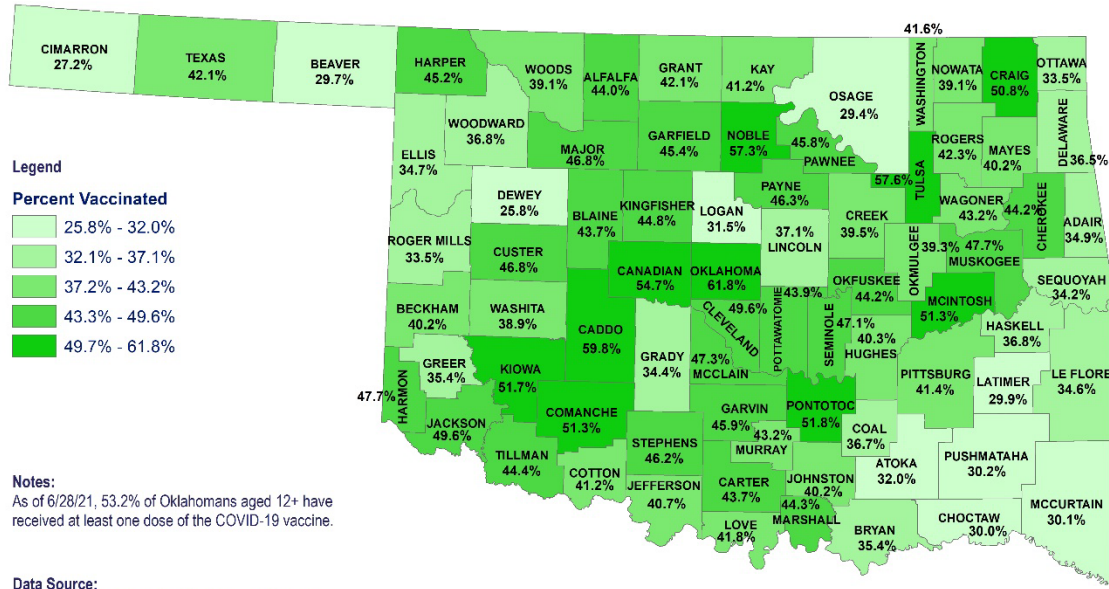 41.6%
CIMARRON
27.2%
TEXAS
42.1%
BEAVER
29.7%
HARPER
45.2%
WOODS
39.1%
ALFALFA
44.0%
GRANT
42.1%
KAY
41.2%
OSAGE
29.4%
WASHINGTON
NOWATA
39.1%
CRAIG
50.8%
OTTAWA
33.5%
DELAWARE
36.5%
WOODWARD
36.8%
ELLIS
34.7%
MAJOR
46.8%
GARFIELD
45.4%
NOBLE
57.3%
45.8%
PAWNEE
ROGERS
42.3%
MAYES
40.2%
Legend
Percent Vaccinated
25.8% - 32.0%
32.1% - 37.1%
37.2% - 43.2%
43.3% - 49.6%
49.7% - 61.8%
DEWEY
25.8%
BLAINE
43.7%
KINGFISHER
44.8%
LOGAN
31.5%
PAYNE
46.3%
57.6%
TULSA
CREEK
39.5%
WAGONER
43.2%
44.2%
CHEROKEE
ADAIR
34.9%
ROGER MILLS
33.5%
CUSTER
46.8%
CANADIAN
54.7%
OKLAHOMA
61.8%
37.1%
LINCOLN
OKMULGEE
39.3%
47.7%
MUSKOGEE
OKFUSKEE
44.2%
MCINTOSH
51.3%
SEQUOYAH
34.2%
BECKHAM
40.2%
WASHITA
38.9%
CADDO
59.8%
GRADY
34.4%
49.6%
CLEVELAND
43.9%
POTTAWATOMIE
SEMINOLE
47.1%
40.3%
HUGHES
HASKELL
36.8%
GREER
35.4%
KIOWA
51.7%
47.3%
MCCLAIN
PITTSBURG
41.4%
LATIMER
29.9%
LE FLORE
34.6%
47.7%
HARMON
JACKSON
49.6%
COMANCHE
51.3%
GARVIN
45.9%
PONTOTOC
51.8%
COAL
36.7%
TILLMAN
44.4%
COTTON
41.2%
STEPHENS
46.2%
43.2%
MURRAY
ATOKA
32.0%
PUSHMATAHA
30.2%
Notes:
As of 6/28/21, 53.2% of Oklahomans aged 12+ have
received at least one dose of the COVID-19 vaccine.
JEFFERSON
40.7%
CARTER
43.7%
JOHNSTON
40.2%
44.3%
MARSHALL
LOVE
41.8%
BRYAN
35.4%
CHOCTAW
30.0%
MCCURTAIN
30.1%
Data Source: